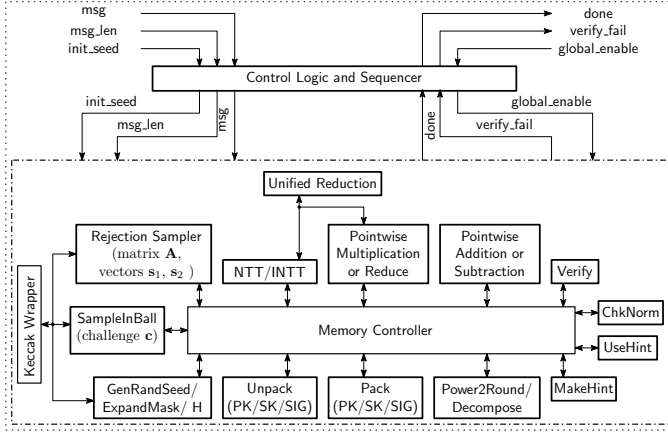 msg
msg_len
init_seed
done
verify_fail
global_enable
Control Logic and Sequencer
init_seed
msg_len
msg
done
verify_fail
global_enable
Unified Reduction
Rejection Sampler
(matrix A,
vectors s₁, s₂ )
NTT/INTT
Pointwise
Multiplication
or Reduce
Pointwise
Addition or
Subtraction
Verify
Keccak Wrapper
SampleInBall
(challenge c)
Memory Controller
ChkNorm
UseHint
GenRandSeed/
ExpandMask/ H
Unpack
(PK/SK/SIG)
Pack
(PK/SK/SIG)
Power2Round/
Decompose
MakeHint